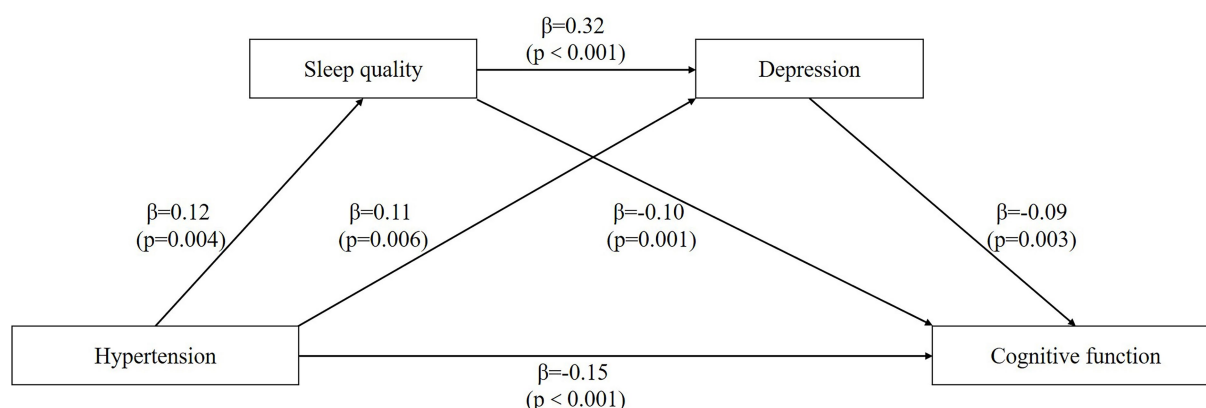 β=0.32
(p < 0.001)
Sleep quality
Depression
β=0.12
(p=0.004)
β=0.11
(p=0.006)
β=-0.10
(p=0.001)
β=-0.09
(p=0.003)
Hypertension
Cognitive function
β=-0.15
(p < 0.001)